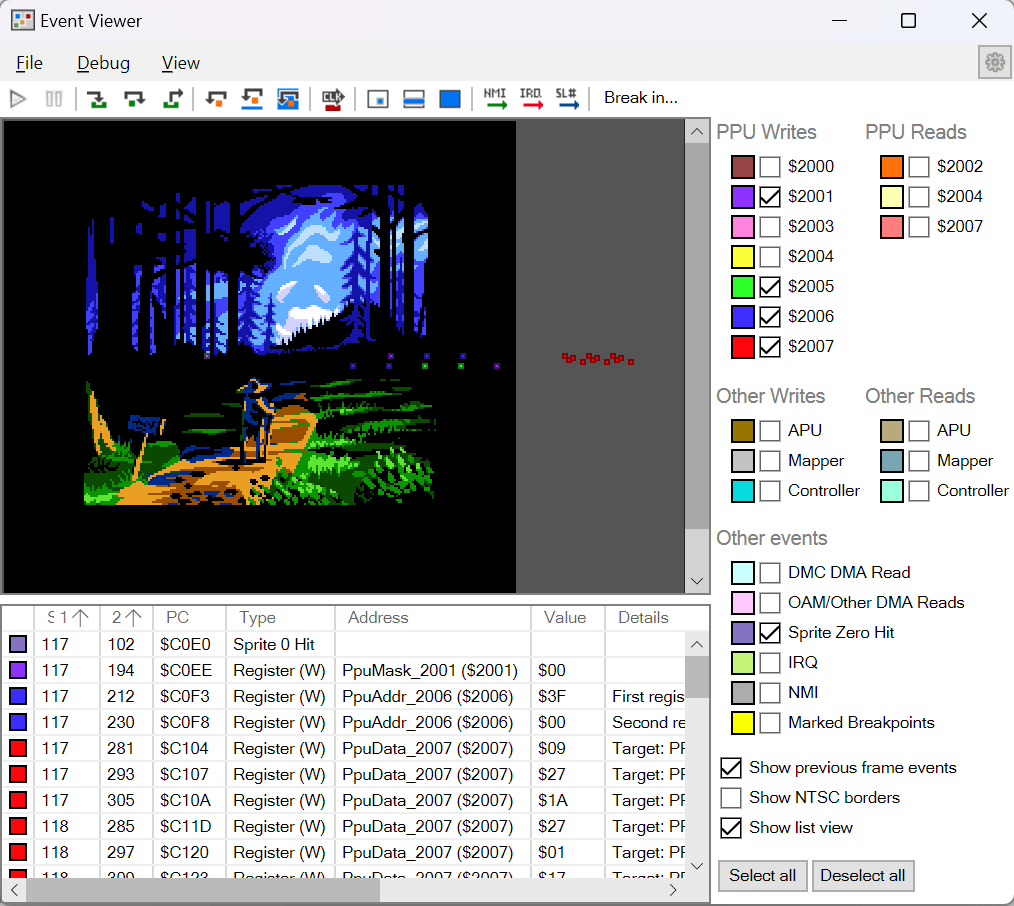 Event Viewer
File Debug View
NMI IRQ SL# Break in...
PPU Writes PPU Reads
$2000 $2002
$2001 $2004
$2003 $2007
$2004
$2005
$2006
$2007
Other Writes Other Reads
APU APU
Mapper Mapper
Controller Controller
Other events
DMC DMA Read
OAM/Other DMA Reads
Sprite Zero Hit
IRQ
NMI
Marked Breakpoints
Show previous frame events
Show NTSC borders
Show list view
Select all Deselect all
S 1 2 PC Type Address Value Details
117 102 $C0E0 Sprite 0 Hit
117 194 $C0EE Register (W) PpuMask_2001 ($2001) $00
117 212 $C0F3 Register (W) PpuAddr_2006 ($2006) $3F First regis
117 230 $C0F8 Register (W) PpuAddr_2006 ($2006) $00 Second re
117 281 $C104 Register (W) PpuData_2007 ($2007) $09 Target: PF
117 293 $C107 Register (W) PpuData_2007 ($2007) $27 Target: PF
117 305 $C10A Register (W) PpuData_2007 ($2007) $1A Target: PF
118 285 $C11D Register (W) PpuData_2007 ($2007) $27 Target: PF
118 297 $C120 Register (W) PpuData_2007 ($2007) $01 Target: PF
118 309 $C123 Register (W) PpuData_2007 ($2007) $17 Target: PF